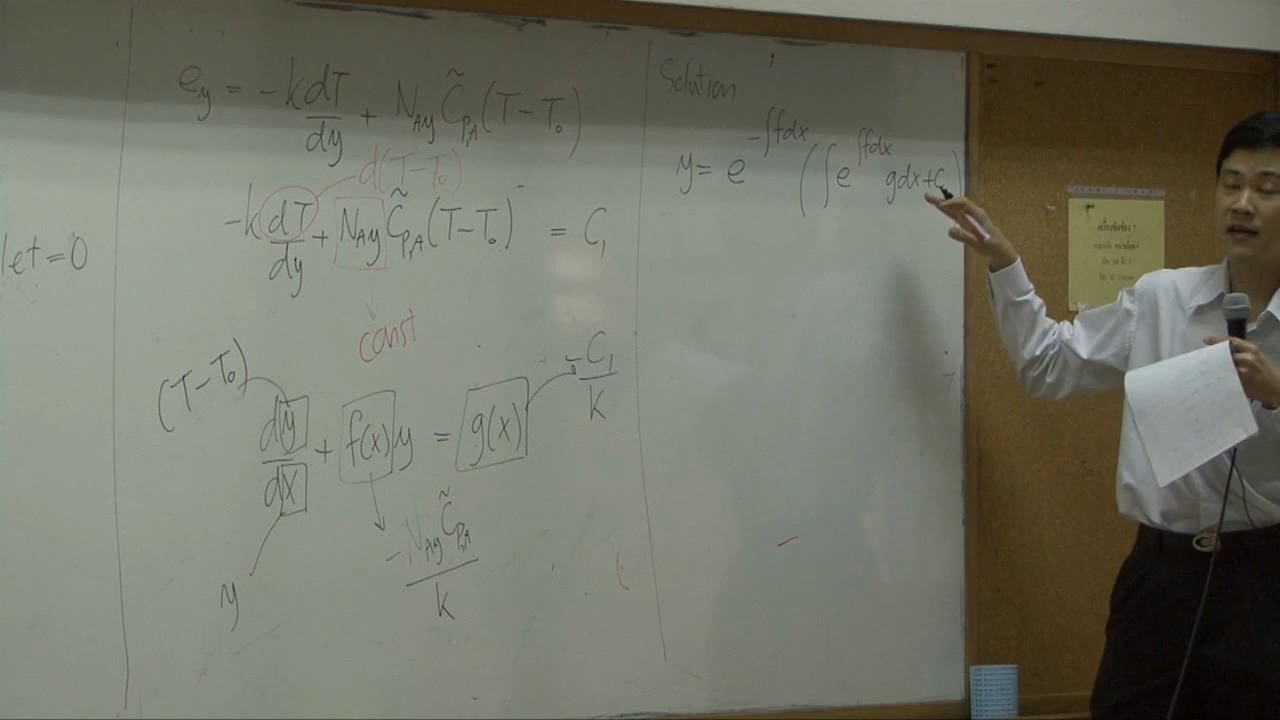 let = 0
e_y = -k dT/dy + N_Ay C̃_P,A (T - T₀)
d(T - T₀)
-k dT/dy + N_Ay C̃_P,A (T - T₀) = C₁
const
(T - T₀)
dy/dx + f(x)y = g(x)
-C₁/k
y
-N_Ay C̃_P,A/k
Solution
y = e^{-∫fdx} (∫e^{∫fdx} gdx + C)